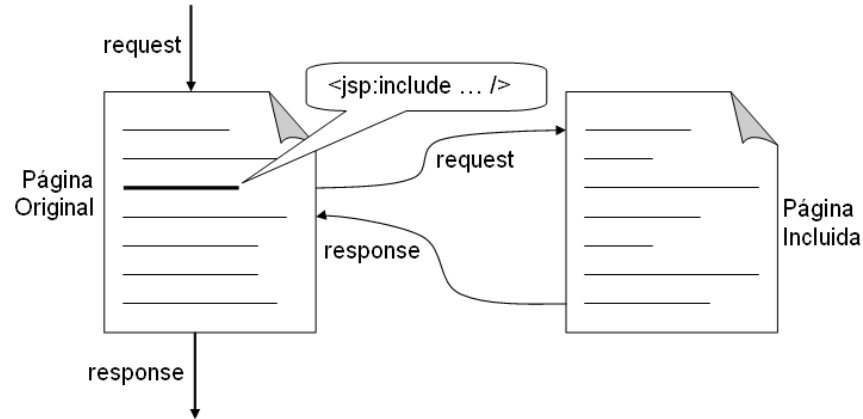 request
<jsp:include … />
request
Página
Original
Página
Incluida
response
response